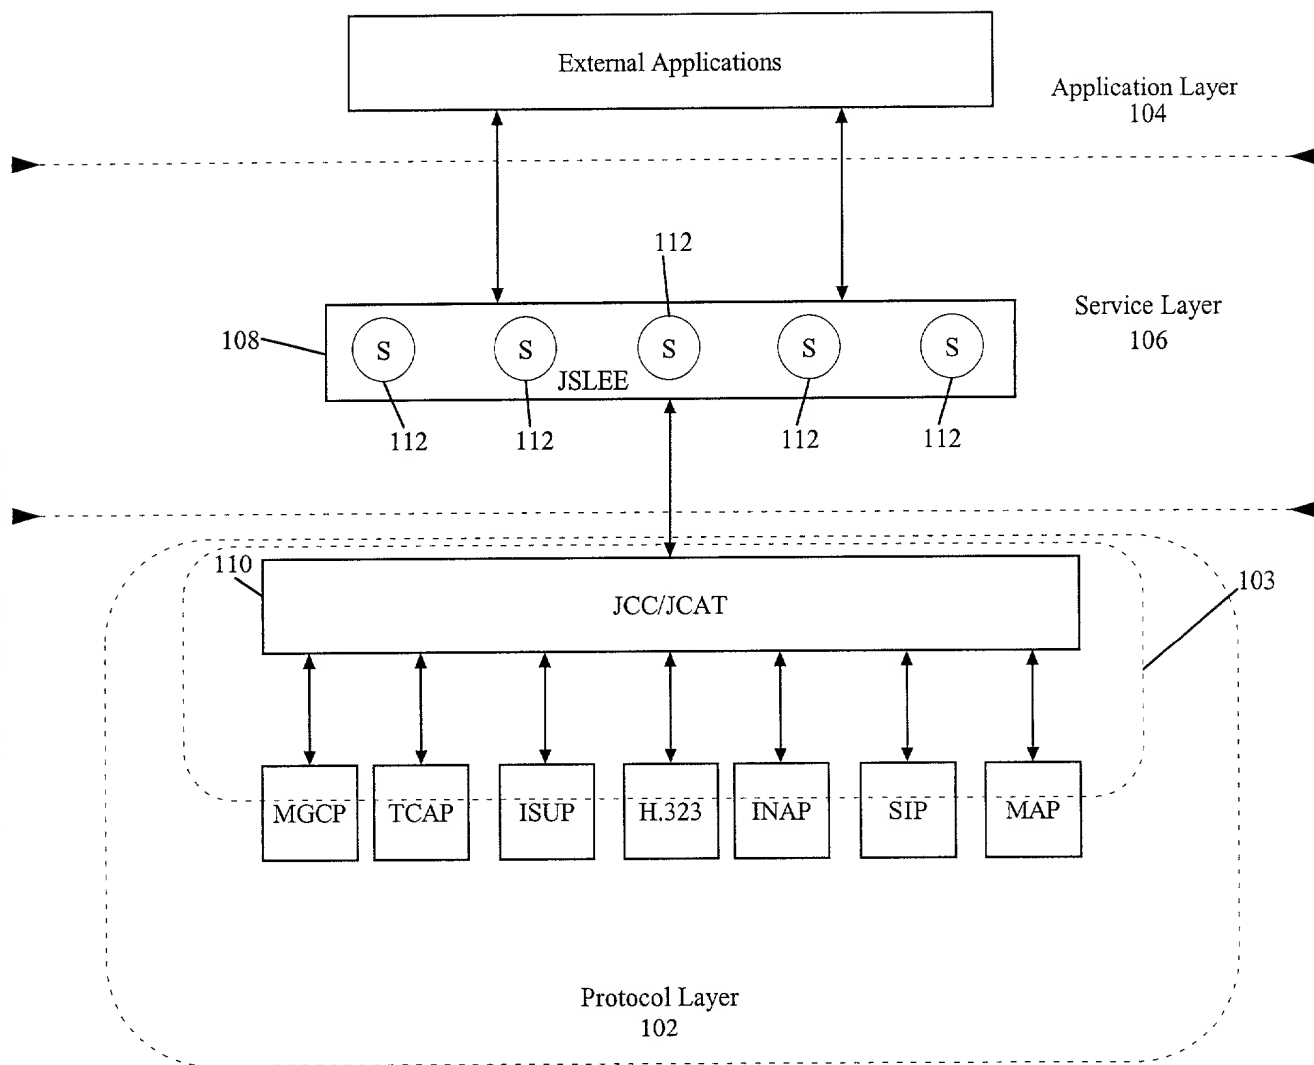 External Applications
Application Layer
104
112
Service Layer
106
108
S S S S S
JSLEE
112 112 112 112
110
JCC/JCAT
103
MGCP TCAP ISUP H.323 INAP SIP MAP
Protocol Layer
102